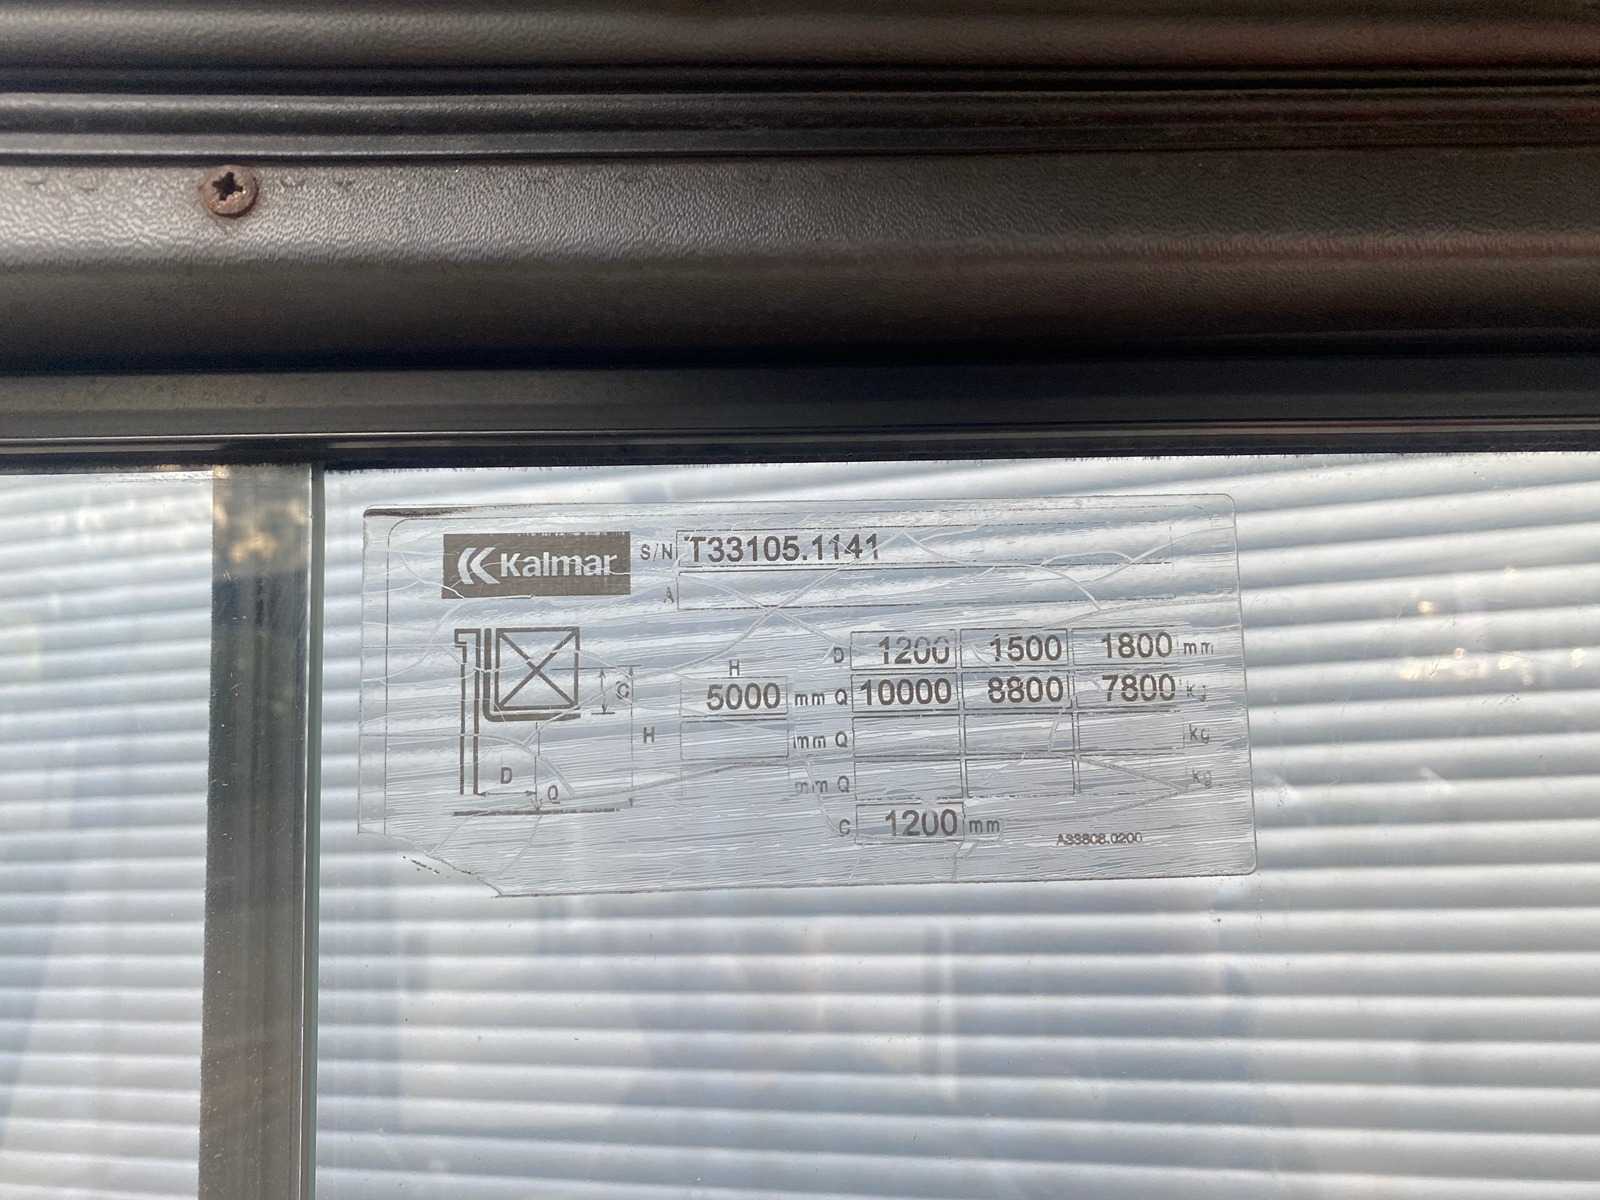 Kalmar S/N T33105.1141
A
H D 1200 1500 1800 mm
5000 mm Q 10000 8800 7800 kg
C
H mm Q kg
D mm Q kg
Q
C 1200 mm
A33808.0200